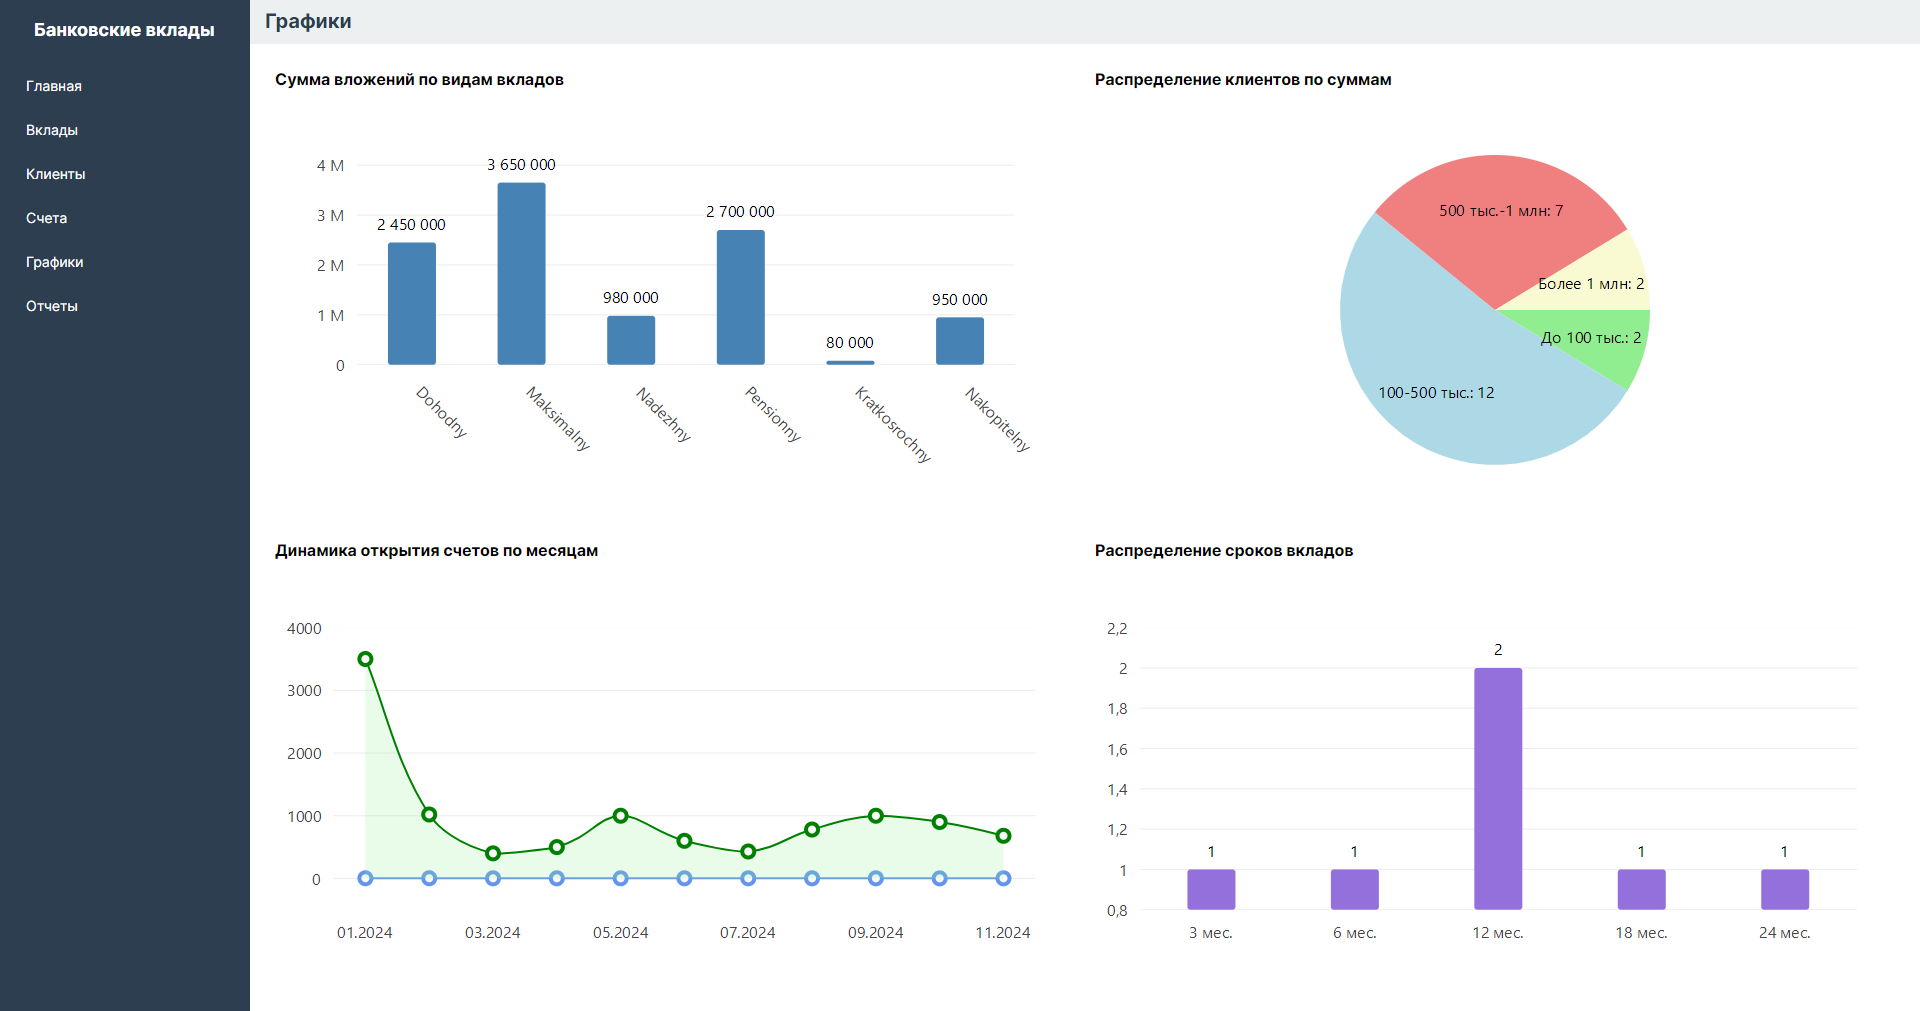 Банковские вклады
Главная
Вклады
Клиенты
Счета
Графики
Отчеты
Графики
Сумма вложений по видам вкладов
4 M
3 M
2 M
1 M
0
2 450 000
3 650 000
980 000
2 700 000
80 000
950 000
Dohodny
Maksimalny
Nadezhny
Pensionny
Kratkosrochny
Nakopitelny
Распределение клиентов по суммам
500 тыс.-1 млн: 7
Более 1 млн: 2
До 100 тыс.: 2
100-500 тыс.: 12
Динамика открытия счетов по месяцам
4000
3000
2000
1000
0
01.2024
03.2024
05.2024
07.2024
09.2024
11.2024
Распределение сроков вкладов
2,2
2
1,8
1,6
1,4
1,2
1
0,8
1
1
2
1
1
3 мес.
6 мес.
12 мес.
18 мес.
24 мес.